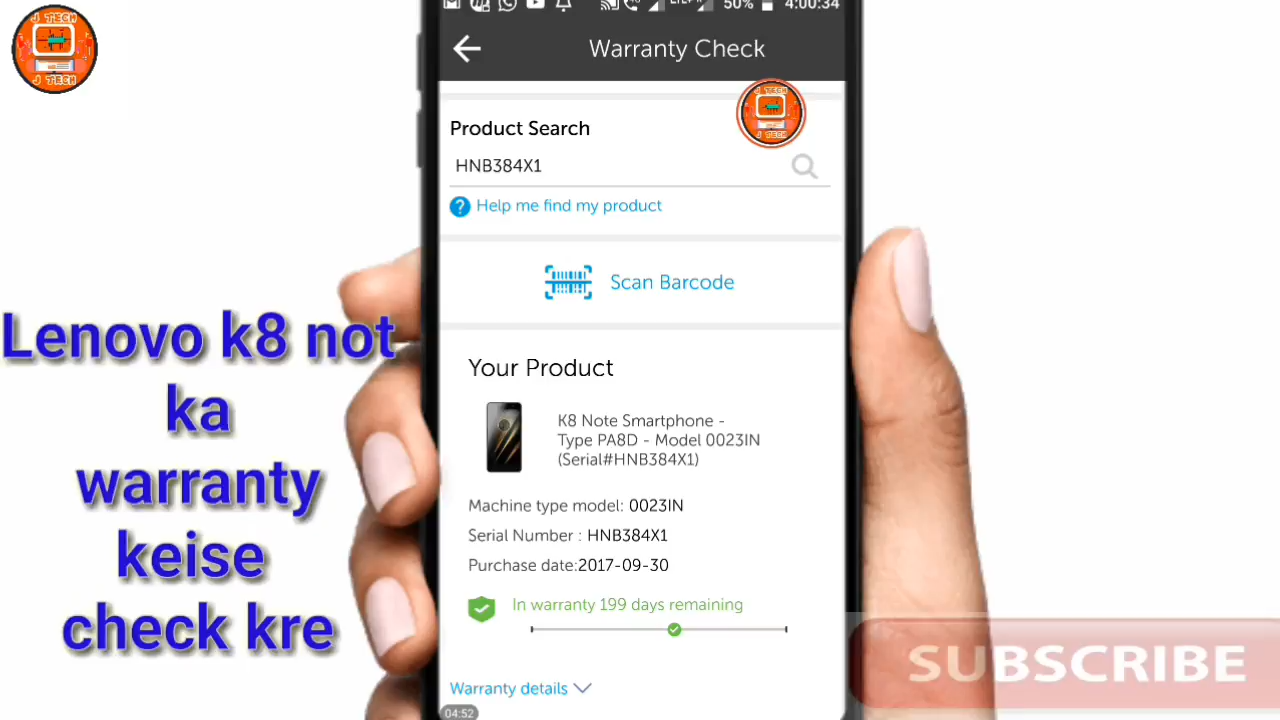 J TECH
J TECH
50% 4:00:34
Warranty Check
J TECH
Product Search
HNB384X1
? Help me find my product
Scan Barcode
Your Product
K8 Note Smartphone -
Type PA8D - Model 0023IN
(Serial#HNB384X1)
Machine type model: 0023IN
Serial Number : HNB384X1
Purchase date:2017-09-30
In warranty 199 days remaining
Warranty details
04:52
Lenovo k8 not
ka
warranty
keise
check kre
SUBSCRIBE